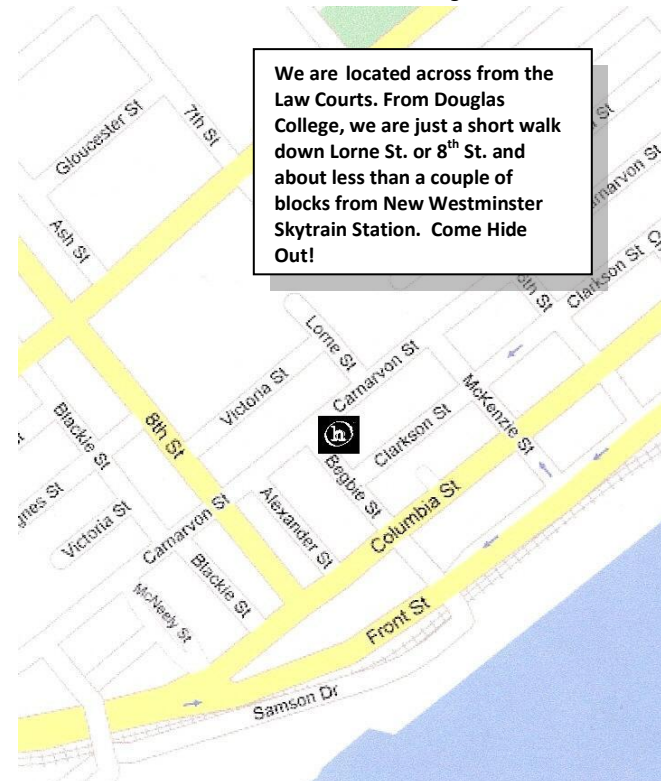 We are located across from the
Law Courts. From Douglas
College, we are just a short walk
down Lorne St. or 8th St. and
about less than a couple of
blocks from New Westminster
Skytrain Station. Come Hide
Out!
7th St
Gloucester St
Ash St
Carnarvon St
Clarkson St
Lorne St
Carnarvon St
McKenzie St
Victoria St
8th St
Blackie St
h
Clarkson St
Begbie St
Alexander St
Columbia St
Victoria St
Carnarvon St
Blackie St
McNeely St
Front St
Samson Dr